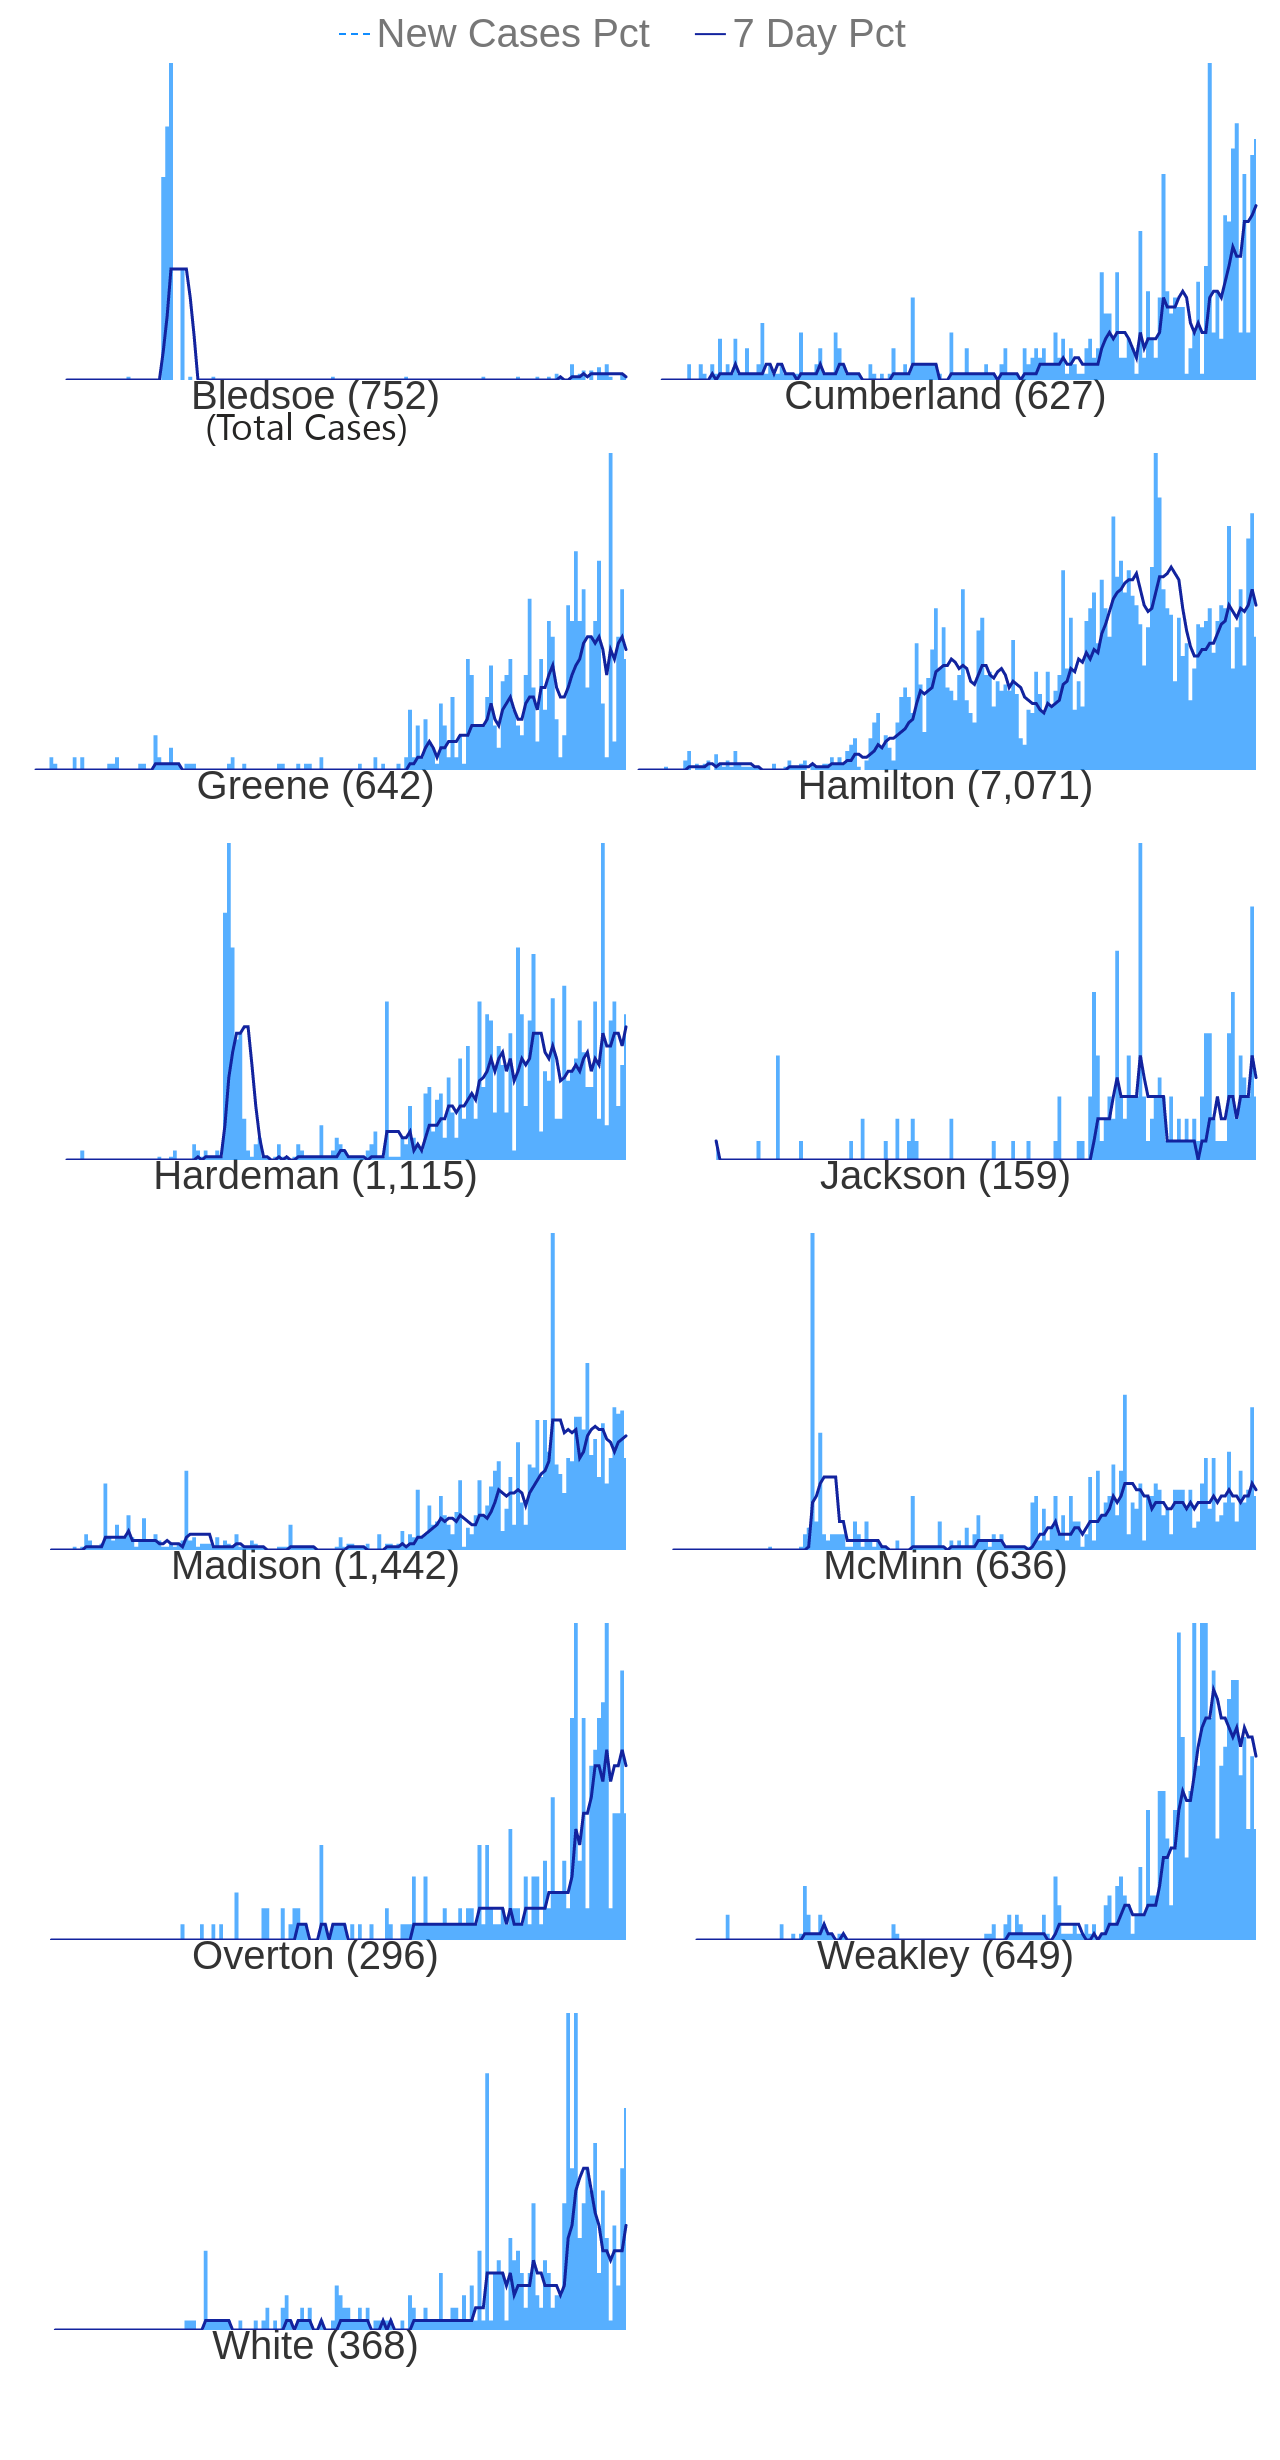 New Cases Pct 7 Day Pct
Bledsoe (752) Cumberland (627)
(Total Cases)
Greene (642) Hamilton (7,071)
Hardeman (1,115) Jackson (159)
Madison (1,442) McMinn (636)
Overton (296) Weakley (649)
White (368)